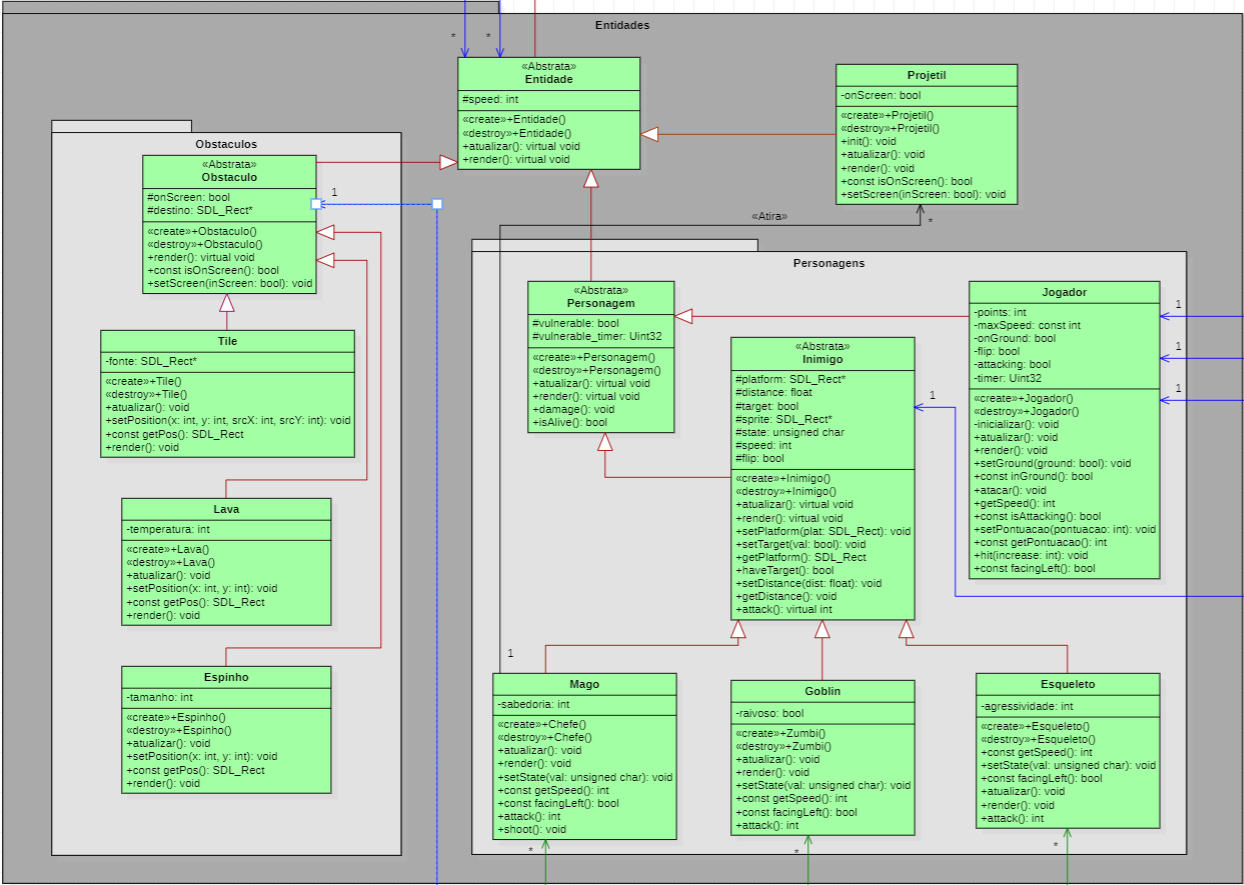 Entidades
*
*
«Abstrata»
Entidade
#speed: int
«create»+Entidade()
«destroy»+Entidade()
+atualizar(): virtual void
+render(): virtual void
Projetil
-onScreen: bool
«create»+Projetil()
«destroy»+Projetil()
+init(): void
+atualizar(): void
+render(): void
+const isOnScreen(): bool
+setScreen(inScreen: bool): void
«Atira»
*
Obstaculos
«Abstrata»
Obstaculo
#onScreen: bool
#destino: SDL_Rect*
«create»+Obstaculo()
«destroy»+Obstaculo()
+render(): virtual void
+const isOnScreen(): bool
+setScreen(inScreen: bool): void
1
Tile
-fonte: SDL_Rect*
«create»+Tile()
«destroy»+Tile()
+atualizar(): void
+setPosition(x: int, y: int, srcX: int, srcY: int): void
+const getPos(): SDL_Rect
+render(): void
Lava
-temperatura: int
«create»+Lava()
«destroy»+Lava()
+atualizar(): void
+setPosition(x: int, y: int): void
+const getPos(): SDL_Rect
+render(): void
Espinho
-tamanho: int
«create»+Espinho()
«destroy»+Espinho()
+atualizar(): void
+setPosition(x: int, y: int): void
+const getPos(): SDL_Rect
+render(): void
Personagens
«Abstrata»
Personagem
#vulnerable: bool
#vulnerable_timer: Uint32
«create»+Personagem()
«destroy»+Personagem()
+atualizar(): virtual void
+render(): virtual void
+damage(): void
+isAlive(): bool
«Abstrata»
Inimigo
#platform: SDL_Rect*
#distance: float
#target: bool
#sprite: SDL_Rect*
#state: unsigned char
#speed: int
#flip: bool
«create»+Inimigo()
«destroy»+Inimigo()
+atualizar(): virtual void
+render(): virtual void
+setPlatform(plat: SDL_Rect): void
+setTarget(val: bool): void
+getPlatform(): SDL_Rect
+haveTarget(): bool
+setDistance(dist: float): void
+getDistance(): void
+attack(): virtual int
1
Jogador
-points: int
-maxSpeed: const int
-onGround: bool
-flip: bool
-attacking: bool
-timer: Uint32
«create»+Jogador()
«destroy»+Jogador()
-inicializar(): void
+atualizar(): void
+render(): void
+setGround(ground: bool): void
+const inGround(): bool
+atacar(): void
+getSpeed(): int
+const isAttacking(): bool
+setPontuacao(pontuacao: int): void
+const getPontuacao(): int
+hit(increase: int): void
+const facingLeft(): bool
1
1
1
1
Mago
-sabedoria: int
«create»+Chefe()
«destroy»+Chefe()
+atualizar(): void
+render(): void
+setState(val: unsigned char): void
+const getSpeed(): int
+const facingLeft(): bool
+attack(): int
+shoot(): void
*
Goblin
-raivoso: bool
«create»+Zumbi()
«destroy»+Zumbi()
+atualizar(): void
+render(): void
+setState(val: unsigned char): void
+const getSpeed(): int
+const facingLeft(): bool
+attack(): int
*
Esqueleto
-agressividade: int
«create»+Esqueleto()
«destroy»+Esqueleto()
+const getSpeed(): int
+setState(val: unsigned char): void
+const facingLeft(): bool
+atualizar(): void
+render(): void
+attack(): int
*